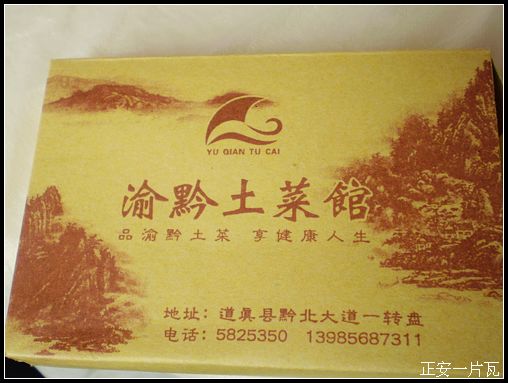 YU QIAN TU CAI
渝黔土菜館
品渝黔土菜 享健康人生
地址：道真县黔北大道一转盘
电话：5825350 13985687311
正安一片瓦